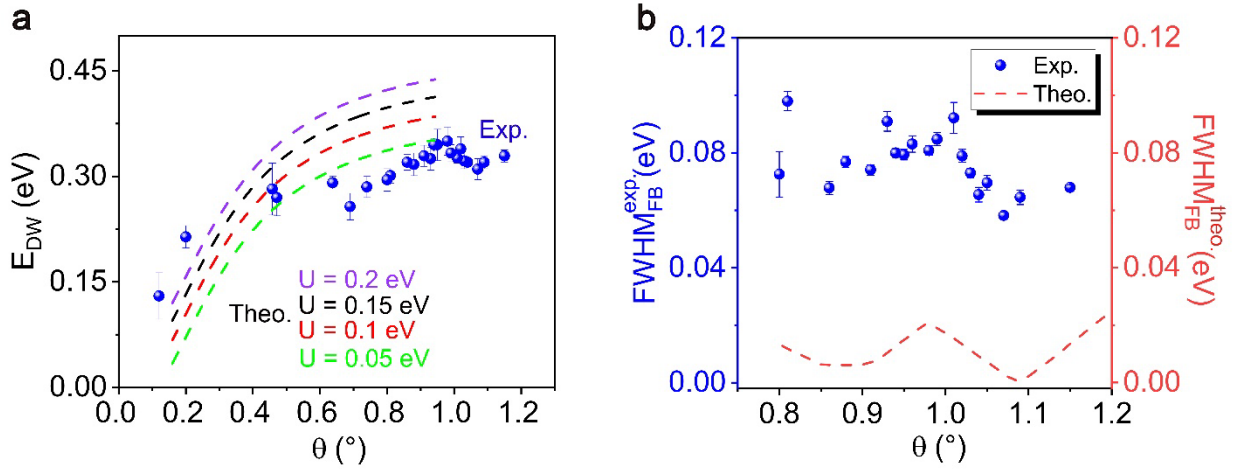 a
E_DW (eV)
0.45
0.30
0.15
0.00
0.0 0.2 0.4 0.6 0.8 1.0 1.2
θ (°)
Exp.
Theo.
U = 0.2 eV
U = 0.15 eV
U = 0.1 eV
U = 0.05 eV
b
FWHM_FB^exp. (eV)
0.12
0.08
0.04
0.00
0.8 0.9 1.0 1.1 1.2
θ (°)
Exp.
Theo.
0.12
0.08
0.04
0.00
FWHM_FB^theo. (eV)